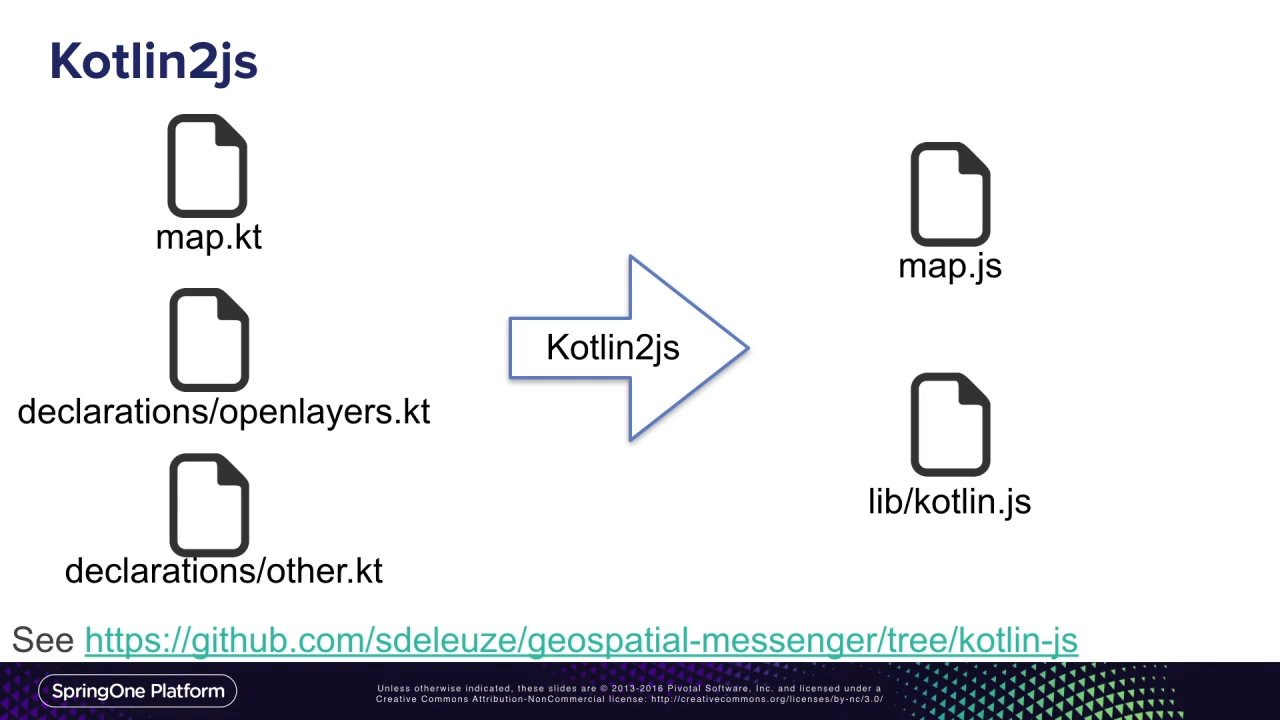 Kotlin2js
map.kt
declarations/openlayers.kt
declarations/other.kt
Kotlin2js
map.js
lib/kotlin.js
See https://github.com/sdeleuze/geospatial-messenger/tree/kotlin-js
SpringOne Platform
Unless otherwise indicated, these slides are © 2013-2016 Pivotal Software, Inc. and licensed under a
Creative Commons Attribution-NonCommercial license: http://creativecommons.org/licenses/by-nc/3.0/